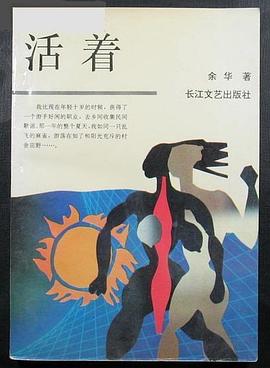 活着
余华 著
长江文艺出版社
我比现在年轻十岁的时候,获得了
一个游手好闲的职业,去乡间收集民间
歌谣。那一年的整个夏天,我如同一只乱
飞的麻雀,游荡在知了和阳光充斥的村
舍田野……。